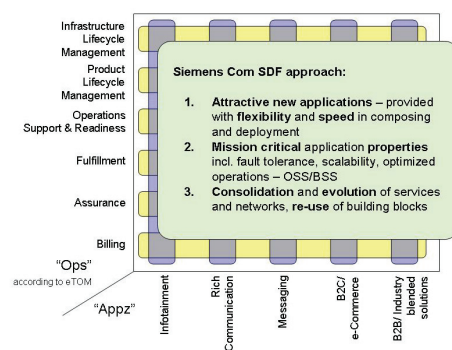 Infrastructure
Lifecycle
Management
Product
Lifecycle
Management
Operations
Support & Readiness
Fulfillment
Assurance
Billing
Siemens Com SDF approach:
1. Attractive new applications – provided
with flexibility and speed in composing
and deployment
2. Mission critical application properties
incl. fault tolerance, scalability, optimized
operations – OSS/BSS
3. Consolidation and evolution of services
and networks, re-use of building blocks
“Ops”
according to eTOM
“Appz”
Infotainment
Rich
Communication
Messaging
B2C/
e-Commerce
B2B/ Industry
blended
solutions